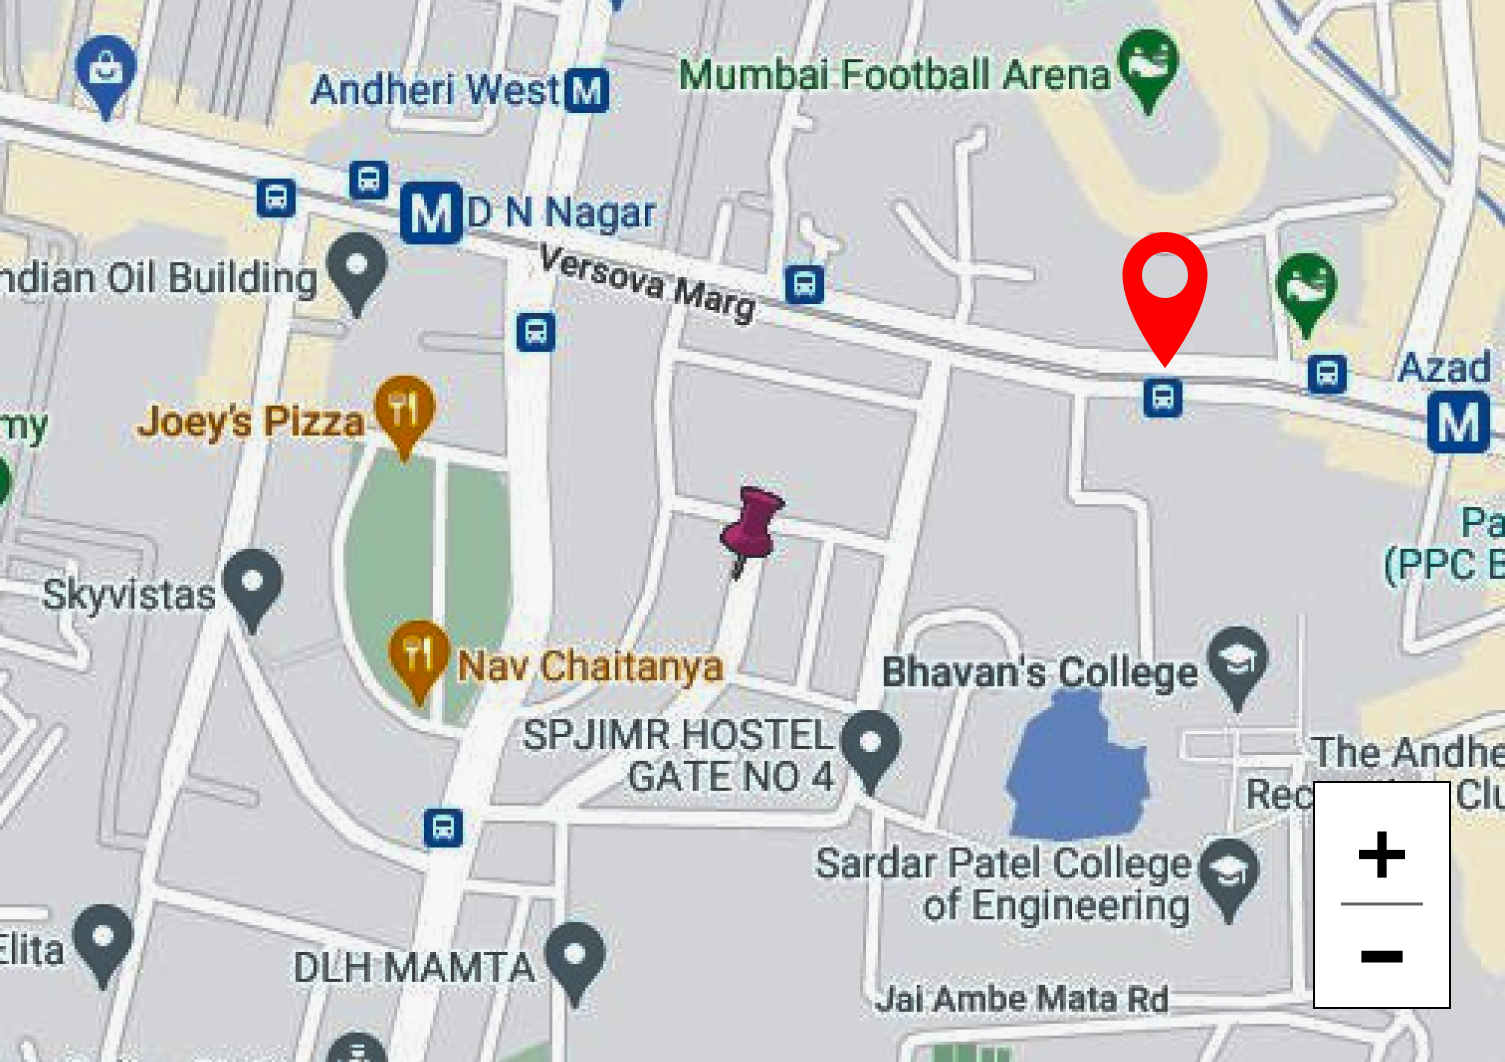 Andheri West M
Mumbai Football Arena
M D N Nagar
Versova Marg
ndian Oil Building
Azad
M
Joey's Pizza
my
Pa
(PPC B
Skyvistas
Nav Chaitanya
Bhavan's College
SPJIMR HOSTEL
GATE NO 4
The Andhe
Rec Clu
+
Sardar Patel College
of Engineering
−
Elita
DLH MAMTA
Jai Ambe Mata Rd